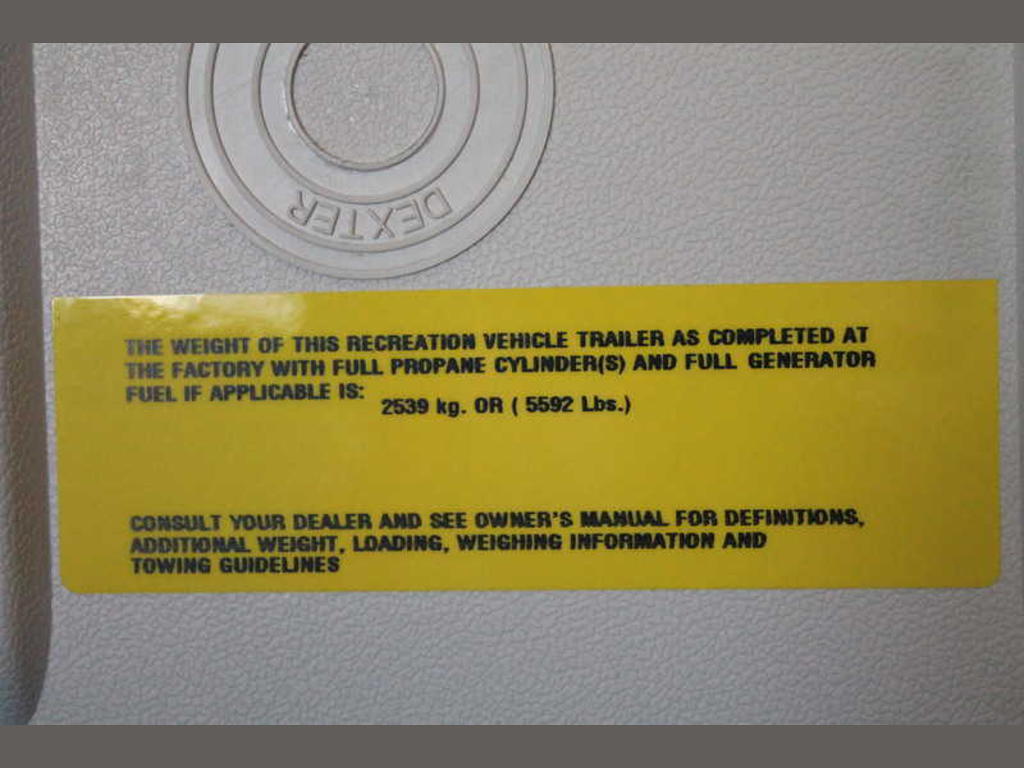 DEXTER
THE WEIGHT OF THIS RECREATION VEHICLE TRAILER AS COMPLETED AT
THE FACTORY WITH FULL PROPANE CYLINDER(S) AND FULL GENERATOR
FUEL IF APPLICABLE IS:
2539 kg. OR ( 5592 Lbs.)
CONSULT YOUR DEALER AND SEE OWNER'S MANUAL FOR DEFINITIONS,
ADDITIONAL WEIGHT, LOADING, WEIGHING INFORMATION AND
TOWING GUIDELINES